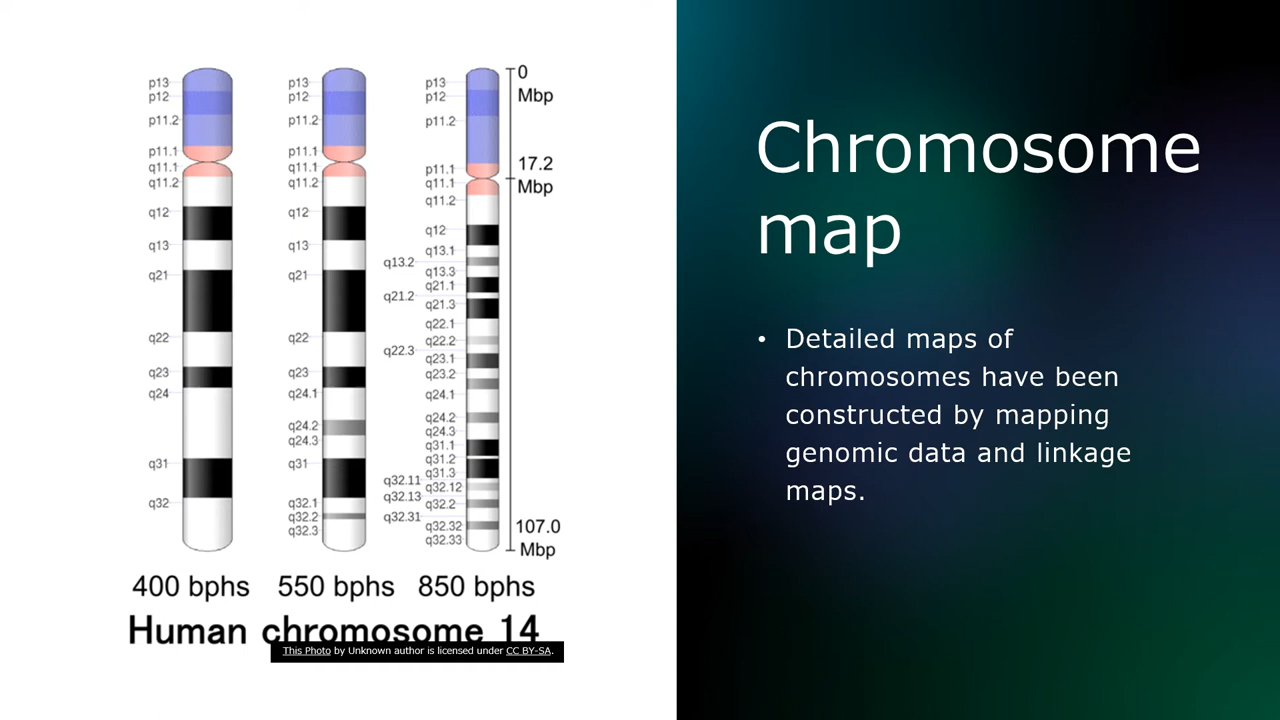 p13
p12
p11.2
p11.1
q11.1
q11.2
q12
q13
q21
q22
q23
q24
q31
q32
400 bphs
p13
p12
p11.2
p11.1
q11.1
q11.2
q12
q13
q21
q22
q23
q24.1
q24.2
q24.3
q31
q32.1
q32.2
q32.3
550 bphs
p13
p12
p11.2
p11.1
q11.1
q11.2
q12
q13.1
q13.2
q13.3
q21.1
q21.2
q21.3
q22.1
q22.2
q22.3
q23.1
q23.2
q24.1
q24.2
q24.3
q31.1
q31.2
q31.3
q32.11
q32.12
q32.13
q32.2
q32.31
q32.32
q32.33
850 bphs
0
Mbp
17.2
Mbp
107.0
Mbp
Human chromosome 14
This Photo by Unknown author is licensed under CC BY-SA.
Chromosome
map
• Detailed maps of
chromosomes have been
constructed by mapping
genomic data and linkage
maps.